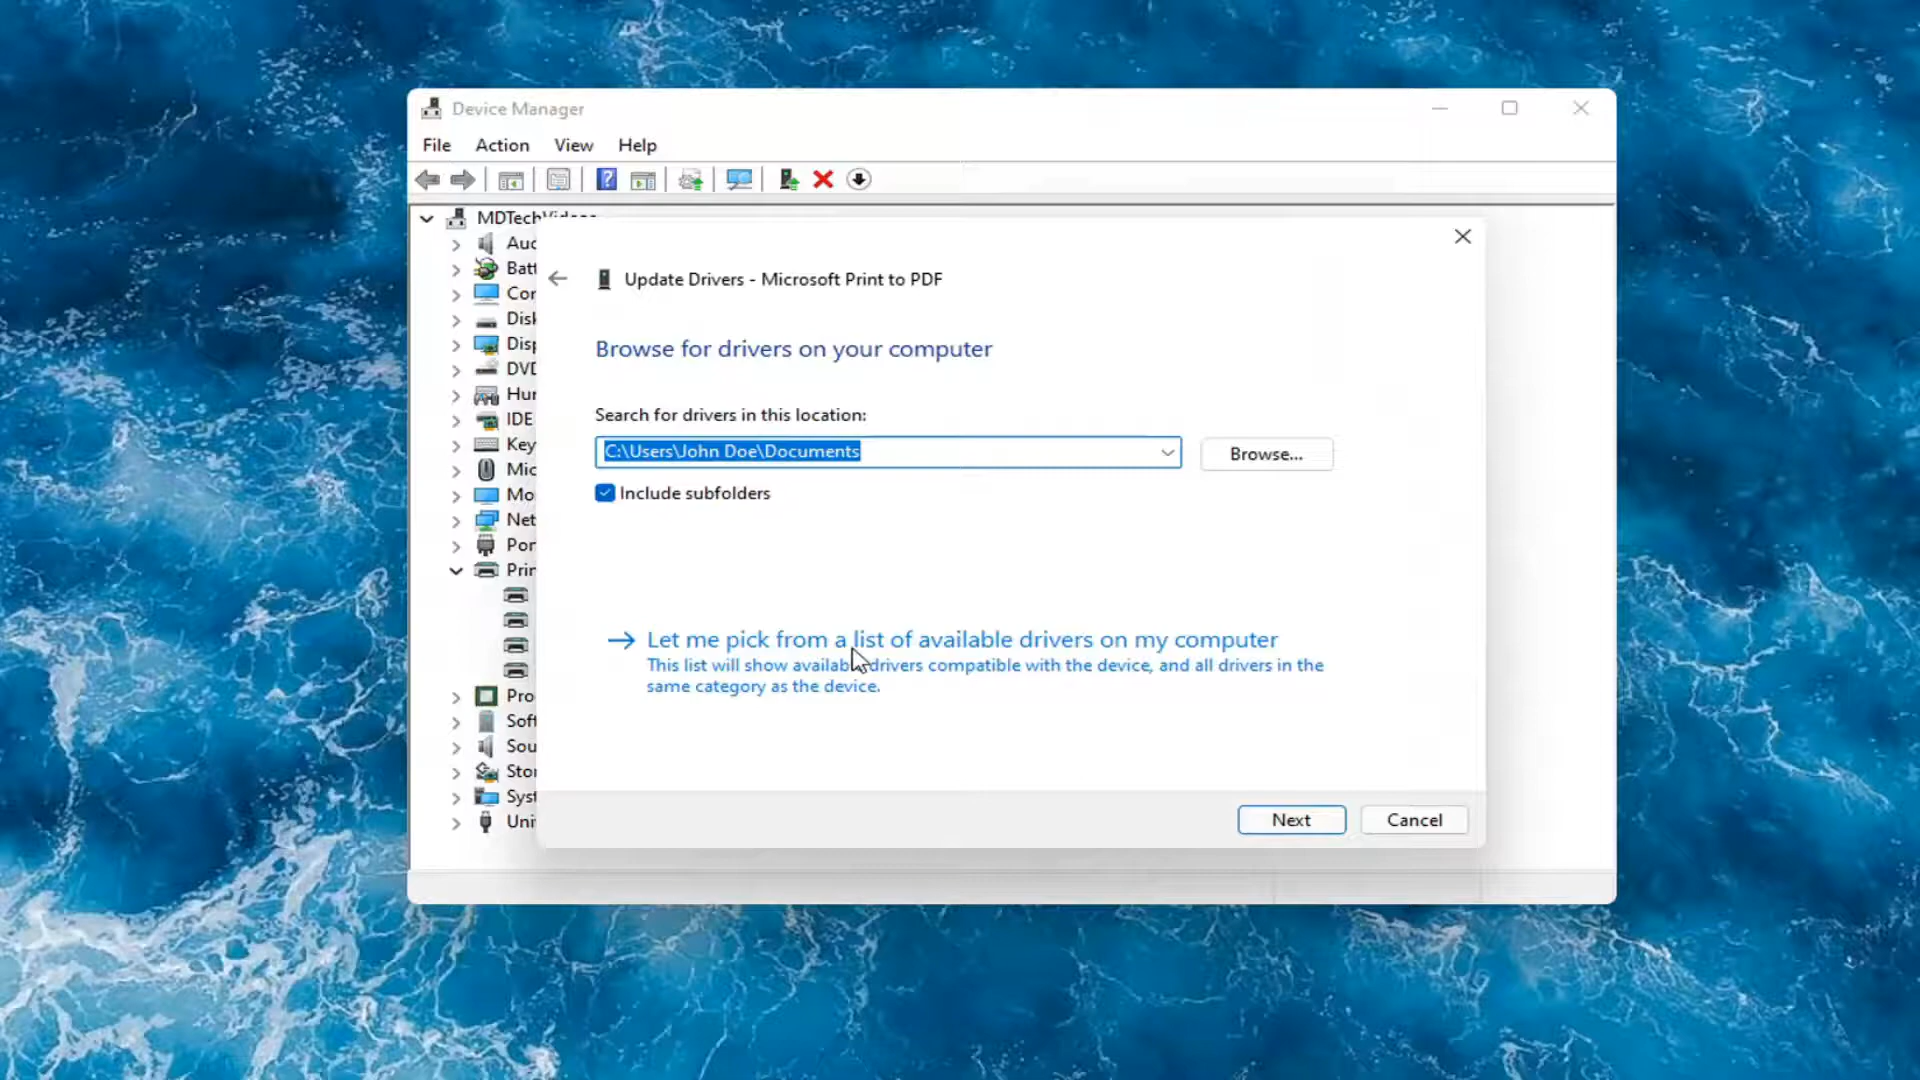 Device Manager
File Action View Help
MDTechVideos
Aud
Batt
Cor
Disk
Disp
DVD
Hur
IDE
Key
Mic
Mo
Net
Por
Prin
Pro
Soft
Sou
Stor
Syst
Uni
Update Drivers - Microsoft Print to PDF
Browse for drivers on your computer
Search for drivers in this location:
C:\Users\John Doe\Documents
Browse...
Include subfolders
Let me pick from a list of available drivers on my computer
This list will show available drivers compatible with the device, and all drivers in the
same category as the device.
Next
Cancel